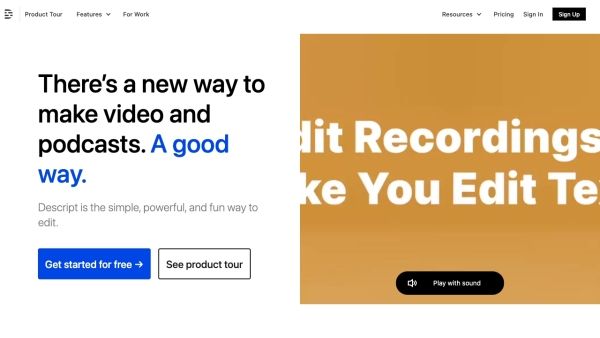 Product Tour Features For Work Resources Pricing Sign In Sign Up
There’s a new way to
make video and
podcasts. A good
way.
Descript is the simple, powerful, and fun way to
edit.
Get started for free → See product tour
dit Recordings
ke You Edit Te
Play with sound